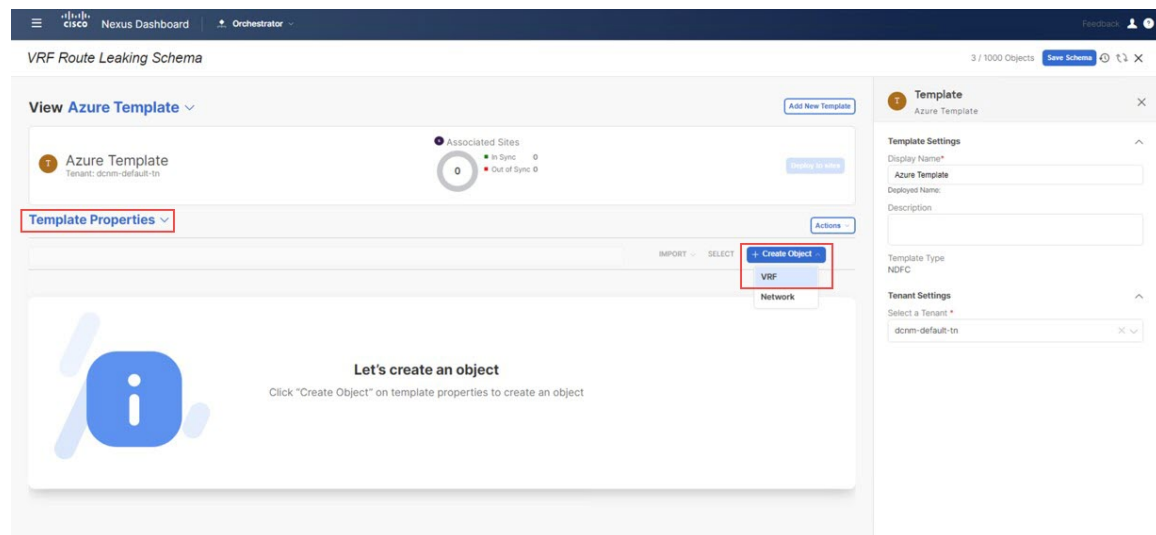 cisco Nexus Dashboard Orchestrator Feedback
VRF Route Leaking Schema 3 / 1000 Objects Save Schema
View Azure Template Add New Template
Template
Azure Template
T
Azure Template
Tenant: dcnm-default-tn
Associated Sites
0
In Sync 0
Out of Sync 0
Deploy to sites
Template Properties
Actions
IMPORT SELECT + Create Object
VRF
Network
Let's create an object
Click "Create Object" on template properties to create an object
T
Template Settings
Display Name*
Azure Template
Deployed Name:
Description
Template Type
NDFC
Tenant Settings
Select a Tenant *
dcnm-default-tn